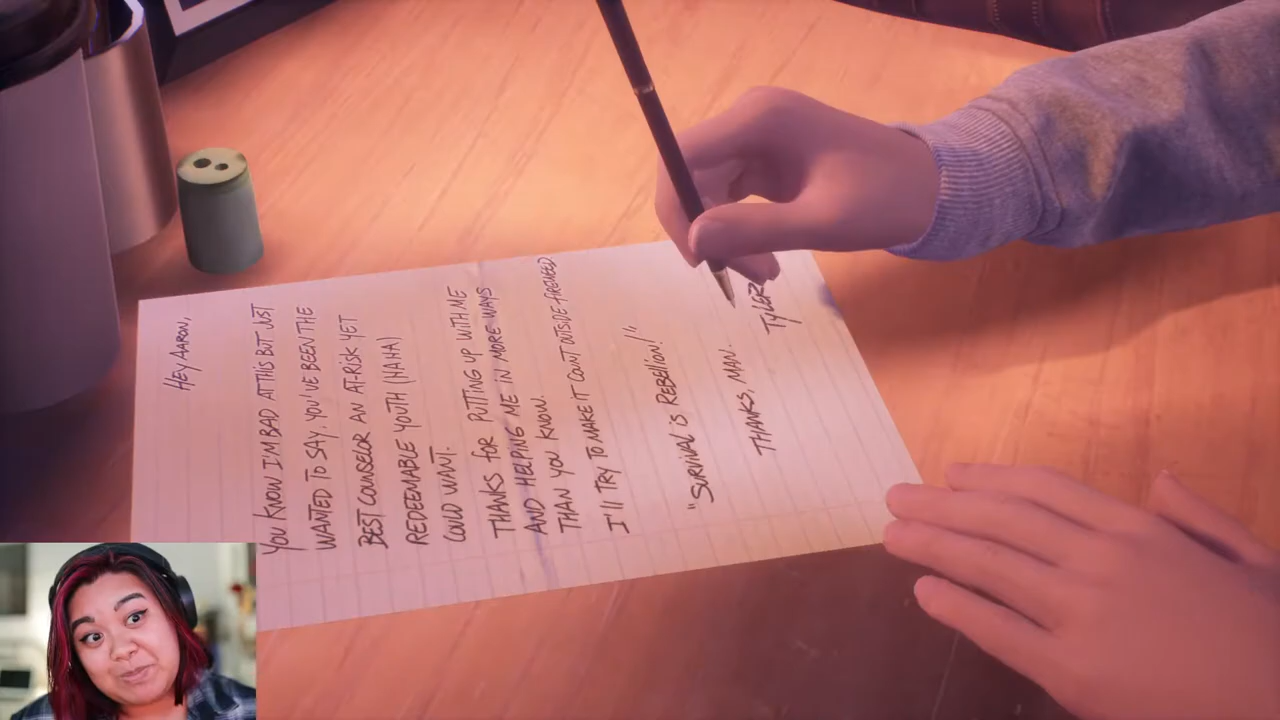 HEY AARON,
YOU KNOW I'M BAD AT THIS BUT JUST
WANTED TO SAY, YOU'VE BEEN THE
BEST COUNSELOR AN AT-RISK YET
REDEEMABLE YOUTH (HAHA)
COULD WANT.
THANKS FOR PUTTING UP WITH ME
AND HELPING ME IN MORE WAYS
THAN YOU KNOW.
I'LL TRY TO MAKE IT COUNT OUTSIDE FIREWEED
"SURVIVAL IS REBELLION!"
THANKS, MAN.
TYLER